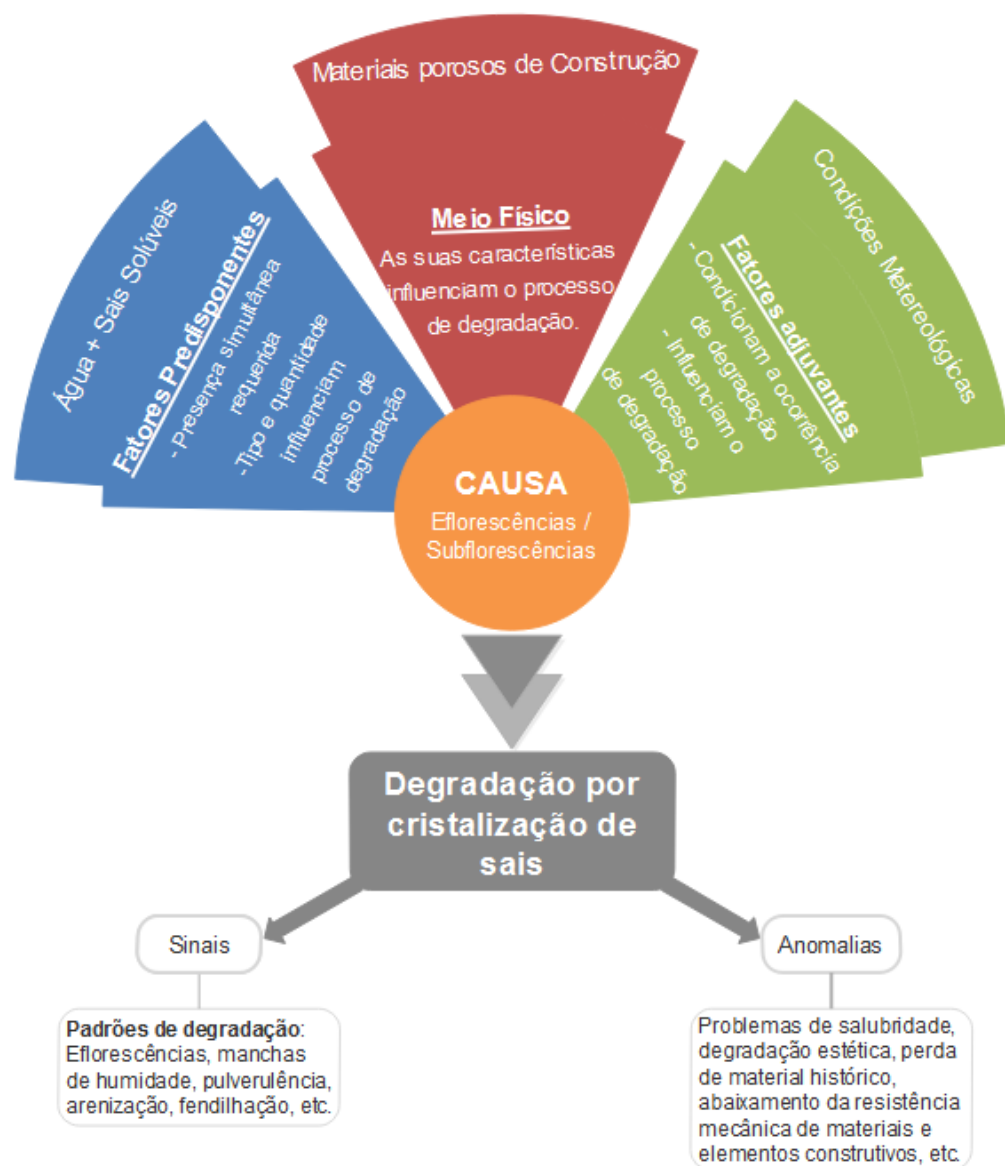 Água + Sais Solúveis
Fatores Predisponentes
- Presença simultânea
requerida
-Tipo e quantidade
influenciam
processo de
degradação
Materiais porosos de Construção
Meio Físico
As suas características
influenciam o processo
de degradação.
Condições Metereológicas
Fatores adjuvantes
- Condicionam a ocorrência
de degradação
- Influenciam o
processo
de degradação
CAUSA
Eflorescências /
Subflorescências
Degradação por
cristalização de
sais
Sinais
Padrões de degradação:
Eflorescências, manchas
de humidade, pulverulência,
arenização, fendilhação, etc.
Anomalias
Problemas de salubridade,
degradação estética, perda
de material histórico,
abaixamento da resistência
mecânica de materiais e
elementos construtivos, etc.